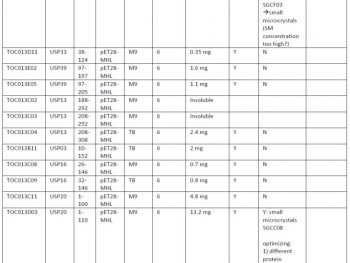 SGCF03
→small
microcrystals
(SM
concentration
too high?)
TOC013D11 USP33 38-124 pET28-MHL M9 6 0.35 mg Y N
TOC013E02 USP39 97-197 pET28-MHL M9 6 1.6 mg Y N
TOC013E05 USP39 97-205 pET28-MHL M9 6 1.1 mg Y N
TOC013C02 USP13 188-292 pET28-MHL M9 6 Insoluble
TOC013C03 USP13 208-292 pET28-MHL M9 6 Insoluble
TOC013C04 USP13 208-308 pET28-MHL TB 6 2.4 mg Y N
TOC013B11 USP03 10-152 pET28-MHL TB 6 2 mg Y N
TOC013C08 USP16 26-146 pET28-MHL M9 6 0.7 mg Y N
TOC013C09 USP16 32-146 pET28-MHL TB 6 0.8 mg Y N
TOC013C11 USP20 1-100 pET28-MHL M9 6 4.8 mg Y N
TOC013D03 USP20 1-110 pET28-MHL M9 6 13.2 mg Y Y: small
microcrystals
SGCC08
optimizing:
1) different
protein